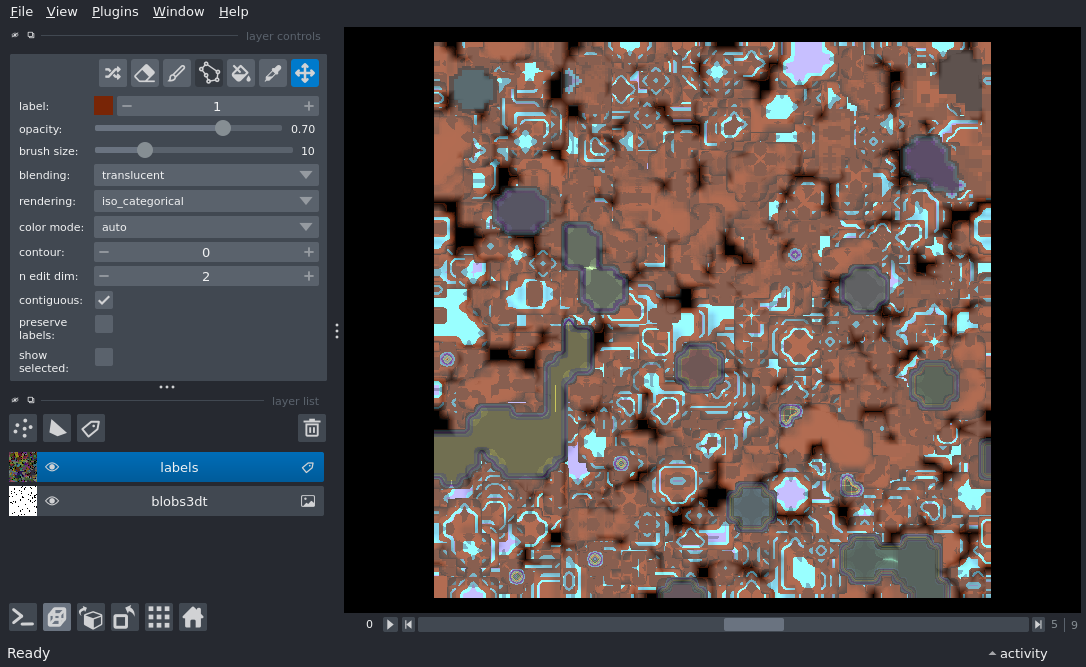 File View Plugins Window Help
layer controls
label: 1
opacity: 0.70
brush size: 10
blending: translucent
rendering: iso_categorical
color mode: auto
contour: 0
n edit dim: 2
contiguous:
preserve
labels:
show
selected:
layer list
labels
blobs3dt
0 5 | 9
Ready activity